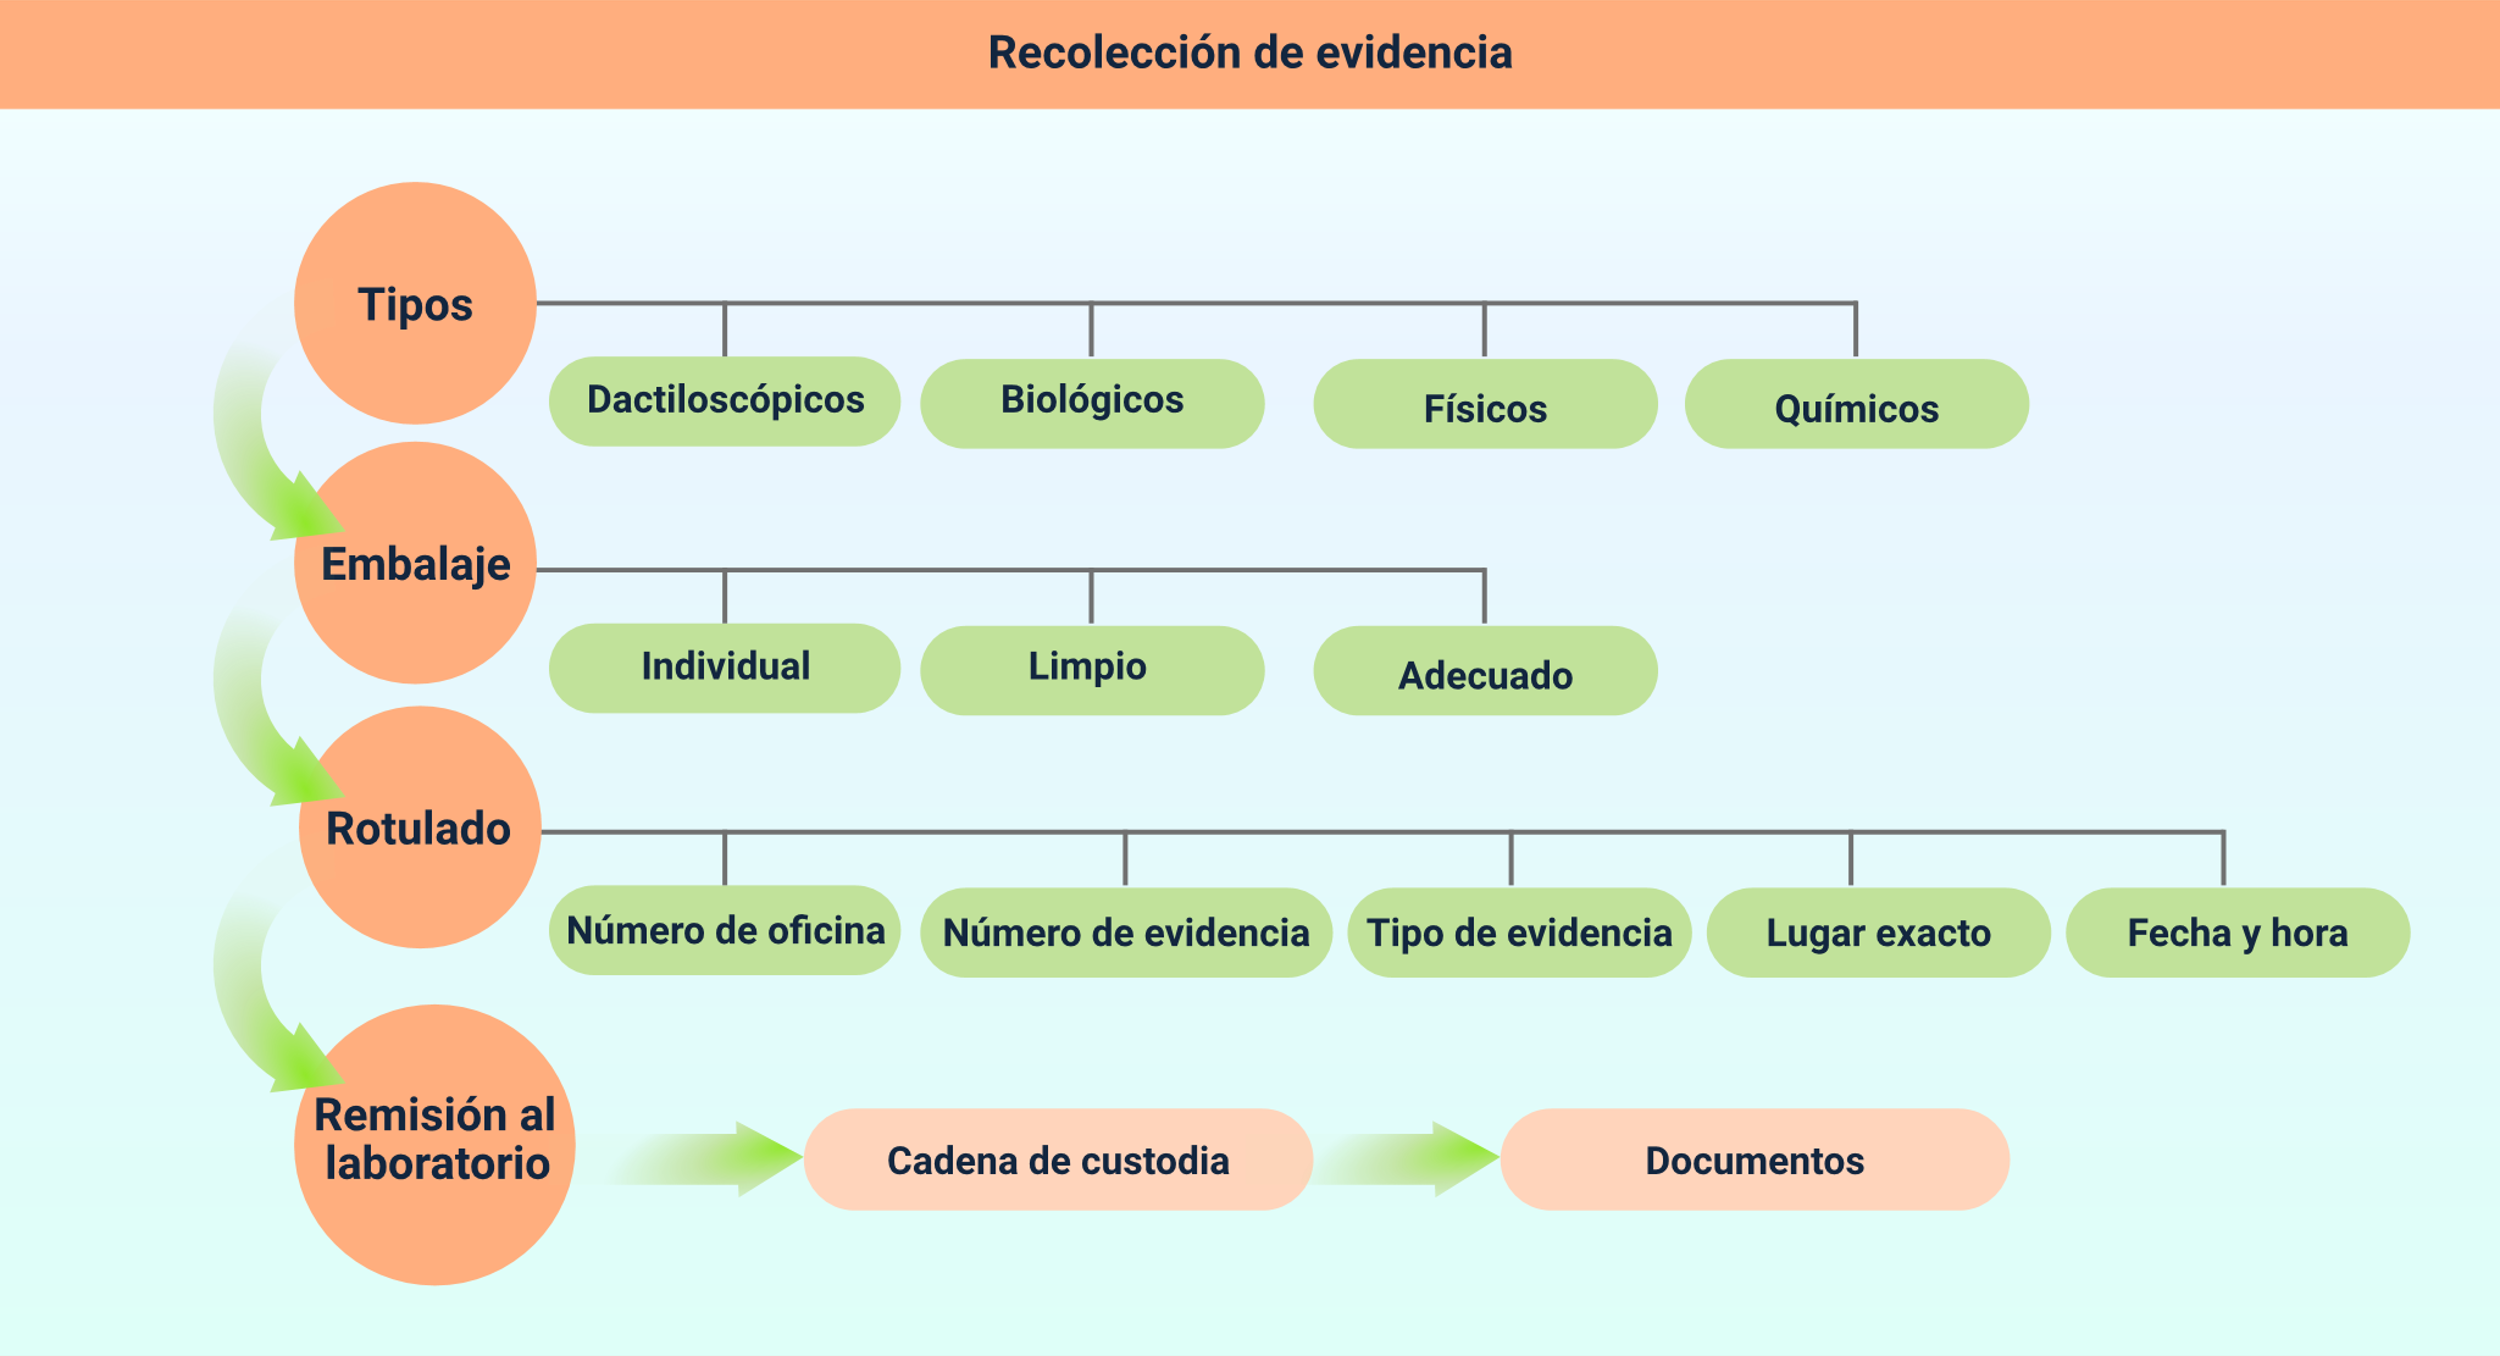 Recolección de evidencia
Tipos
Dactiloscópicos
Biológicos
Físicos
Químicos
Embalaje
Individual
Limpio
Adecuado
Rotulado
Número de oficina
Número de evidencia
Tipo de evidencia
Lugar exacto
Fecha y hora
Remisión al
laboratorio
Cadena de custodia
Documentos